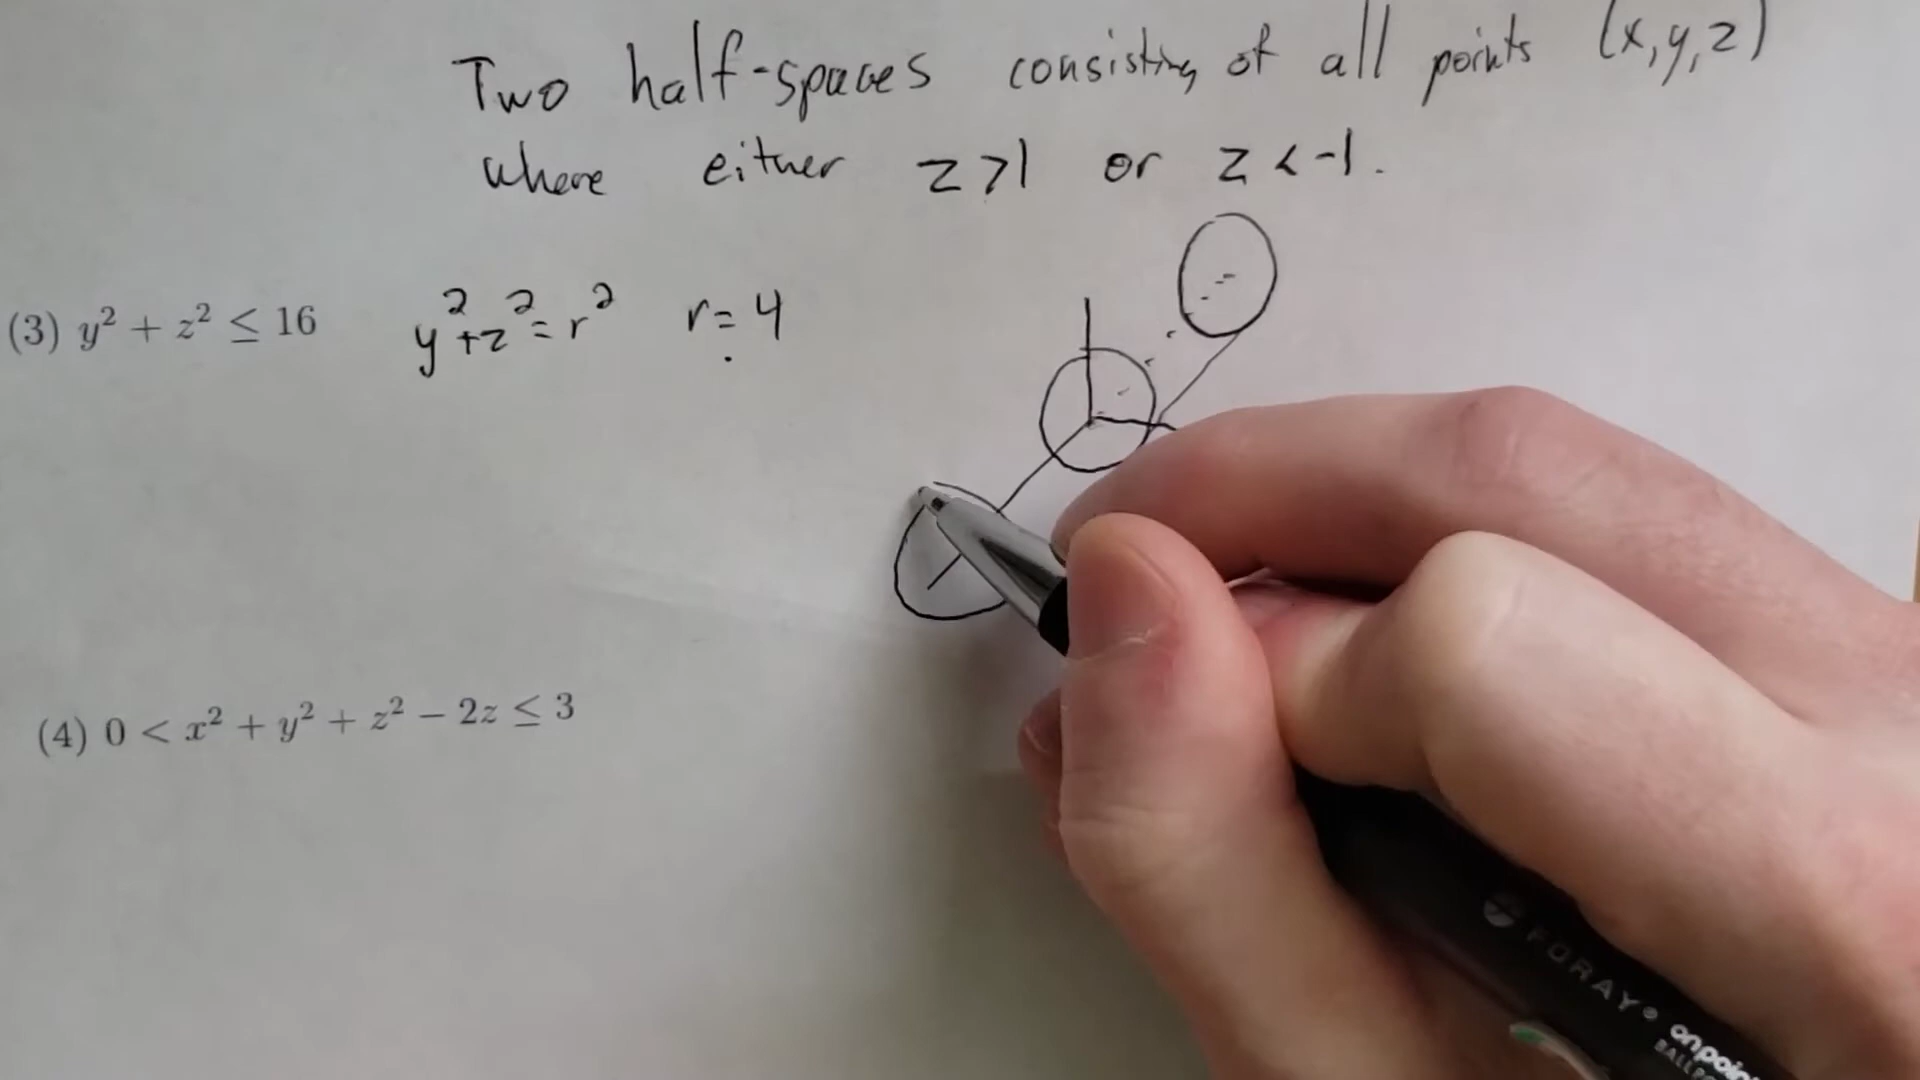 Two half-spaces consisting of all points (x,y,z)
where either z>1 or z<-1.
(3) y² + z² ≤ 16 y²+z²=r² r=4
(4) 0 < x² + y² + z² − 2z ≤ 3
FORAY® onpoint